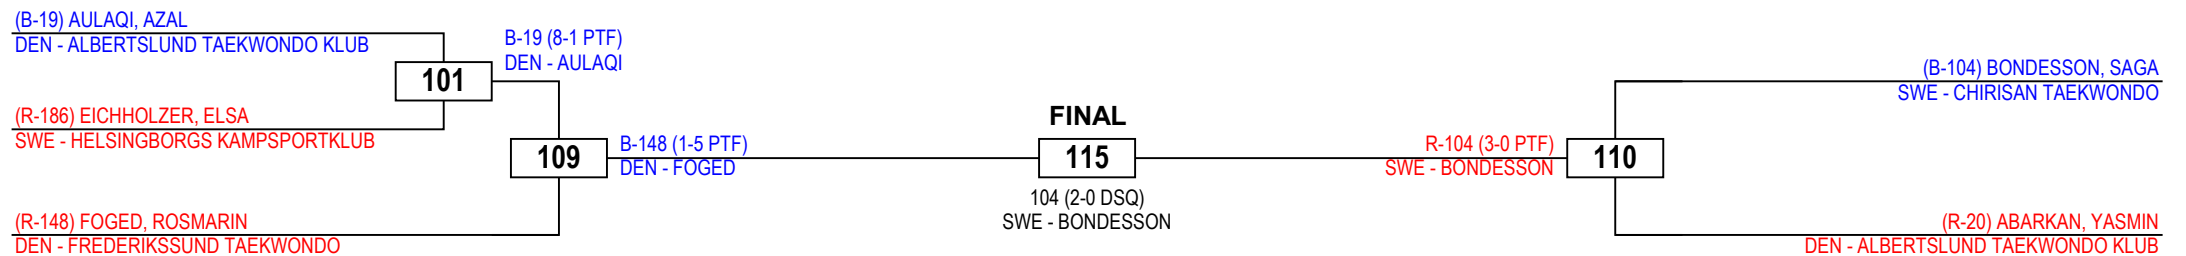 (B-19) AULAQI, AZAL
DEN - ALBERTSLUND TAEKWONDO KLUB
B-19 (8-1 PTF)
DEN - AULAQI
101
(R-186) EICHHOLZER, ELSA
SWE - HELSINGBORGS KAMPSPORTKLUB
109
B-148 (1-5 PTF)
DEN - FOGED
(R-148) FOGED, ROSMARIN
DEN - FREDERIKSSUND TAEKWONDO
FINAL
115
104 (2-0 DSQ)
SWE - BONDESSON
R-104 (3-0 PTF)
SWE - BONDESSON
110
(B-104) BONDESSON, SAGA
SWE - CHIRISAN TAEKWONDO
(R-20) ABARKAN, YASMIN
DEN - ALBERTSLUND TAEKWONDO KLUB